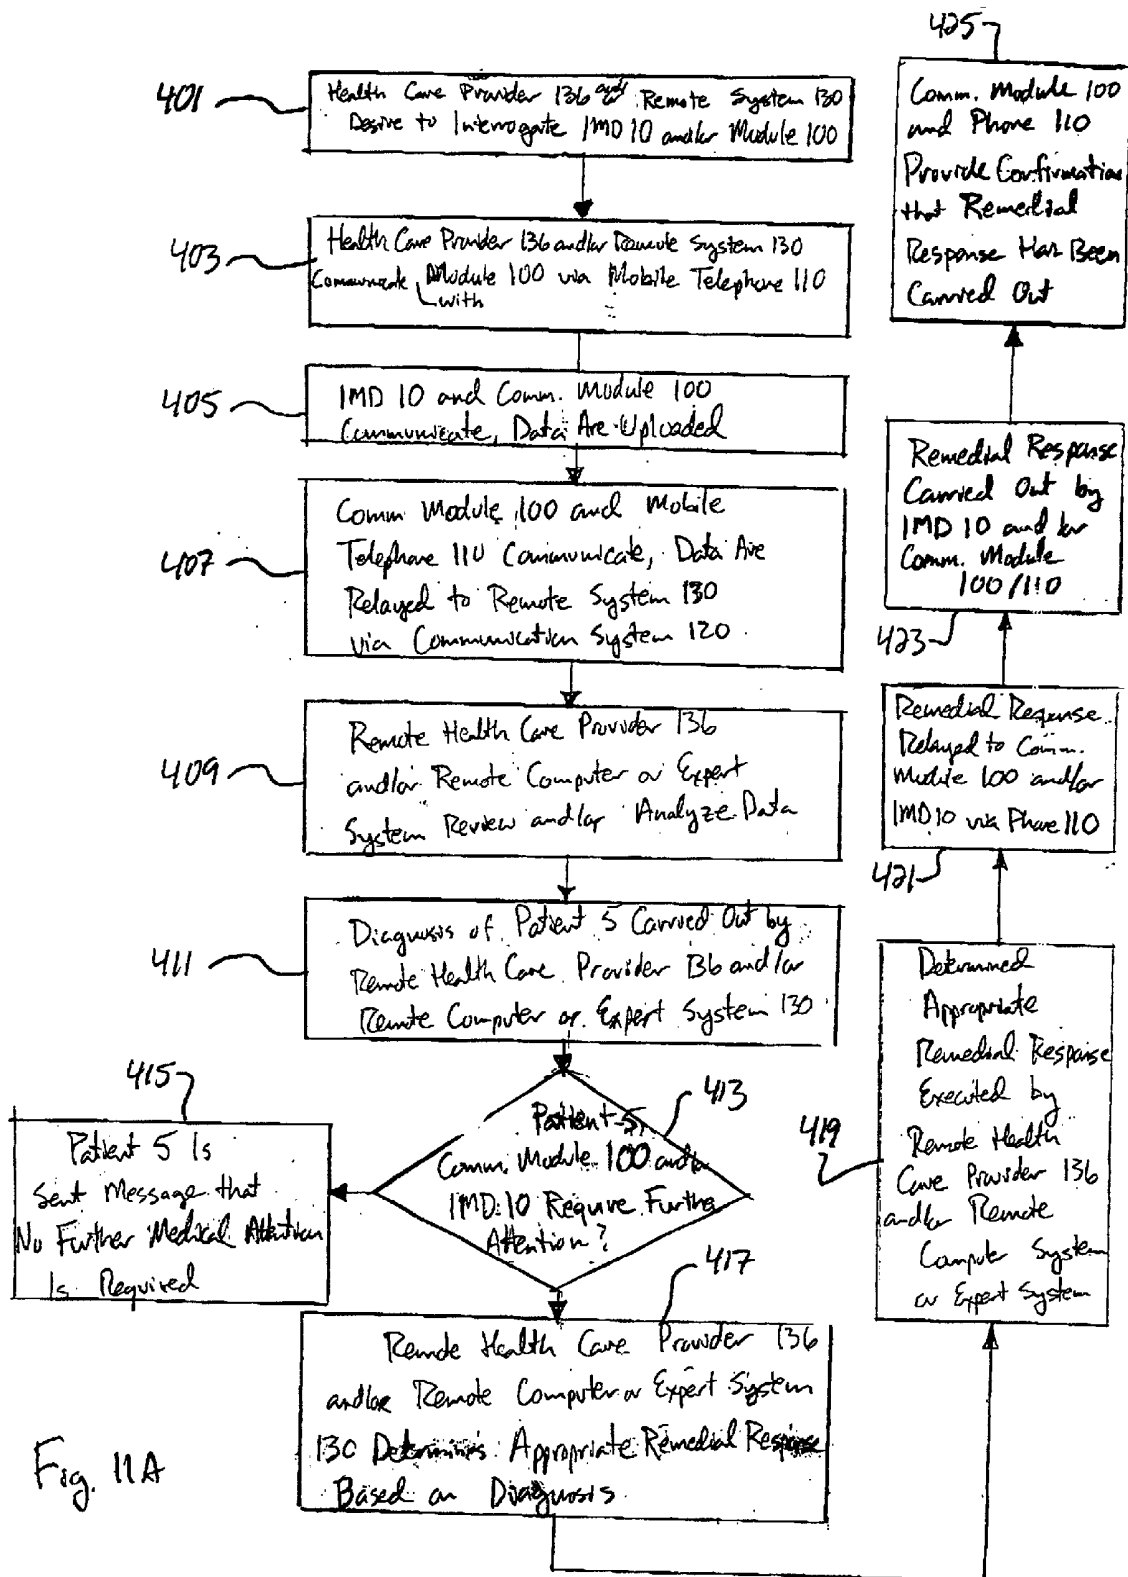 401
Health Care Provider 136 and/or Remote System 130
Desire to Interrogate IMD 10 and/or Module 100
403
Health Care Provider 136 and/or Remote System 130
Communicate with Module 100 via Mobile Telephone 110
405
IMD 10 and Comm. Module 100
Communicate, Data Are Uploaded
407
Comm Module 100 and Mobile
Telephone 110 Communicate, Data Are
Relayed to Remote System 130
via Communication System 120
409
Remote Health Care Provider 136
and/or Remote Computer or Expert
System Review and/or Analyze Data
411
Diagnosis of Patient 5 Carried Out by
Remote Health Care Provider 136 and/or
Remote Computer or Expert System 130
413
Patient 5,
Comm. Module 100 and/or
IMD 10 Require Further
Attention?
415
Patient 5 Is
Sent Message that
No Further Medical Attention
Is Required
417
Remote Health Care Provider 136
and/or Remote Computer or Expert System
130 Determines Appropriate Remedial Response
Based on Diagnosis
419
Determined
Appropriate
Remedial Response
Executed by
Remote Health
Care Provider 136
and/or Remote
Computer System
or Expert System
421
Remedial Response
Relayed to Comm.
Module 100 and/or
IMD 10 via Phone 110
423
Remedial Response
Carried Out by
IMD 10 and/or
Comm. Module
100/110
425
Comm. Module 100
and Phone 110
Provide Confirmation
that Remedial
Response Has Been
Carried Out
Fig. 11A